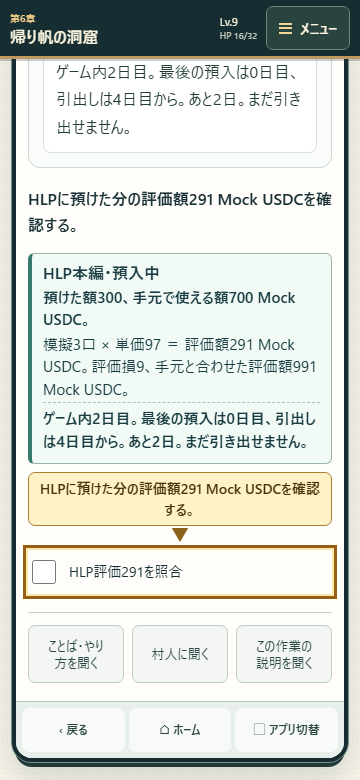 第6章
帰り帆の洞窟
Lv.9
HP 16/32
☰ メニュー
ゲーム内2日目。最後の預入は0日目、
引出しは4日目から。あと2日。まだ引き
出せません。
HLPに預けた分の評価額291 Mock USDCを確
認する。
HLP本編・預入中
預けた額300、手元で使える額700 Mock
USDC。
模擬3口 × 単価97 ＝ 評価額291 Mock
USDC。評価損9、手元と合わせた評価額991
Mock USDC。
ゲーム内2日目。最後の預入は0日目、引出し
は4日目から。あと2日。まだ引き出せません。
HLPに預けた分の評価額291 Mock USDCを確認
する。
HLP評価291を照合
ことば・やり
方を聞く
村人に聞く
この作業の
説明を聞く
‹ 戻る
⌂ ホーム
□ アプリ切替